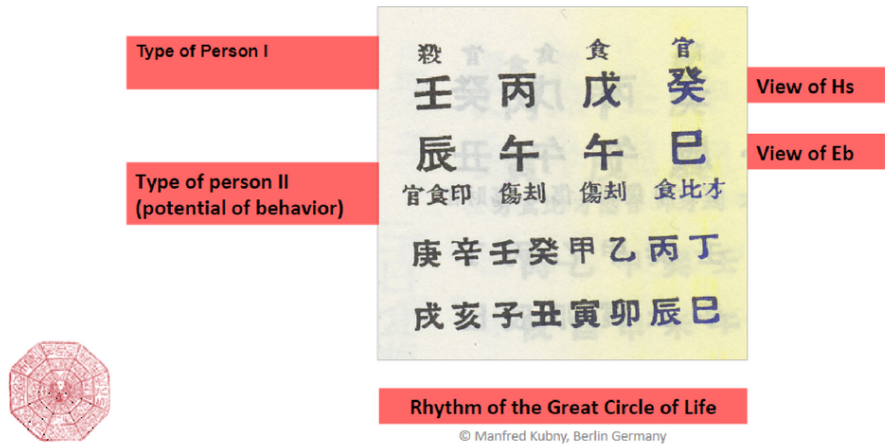 Type of Person I
殺 食 官
壬 丙 戊 癸
View of Hs
辰 午 午 巳
View of Eb
Type of person II
(potential of behavior)
官食印 傷刦 傷刦 食比才
庚 辛 壬 癸 甲 乙 丙 丁
戌 亥 子 丑 寅 卯 辰 巳
Rhythm of the Great Circle of Life
© Manfred Kubny, Berlin Germany